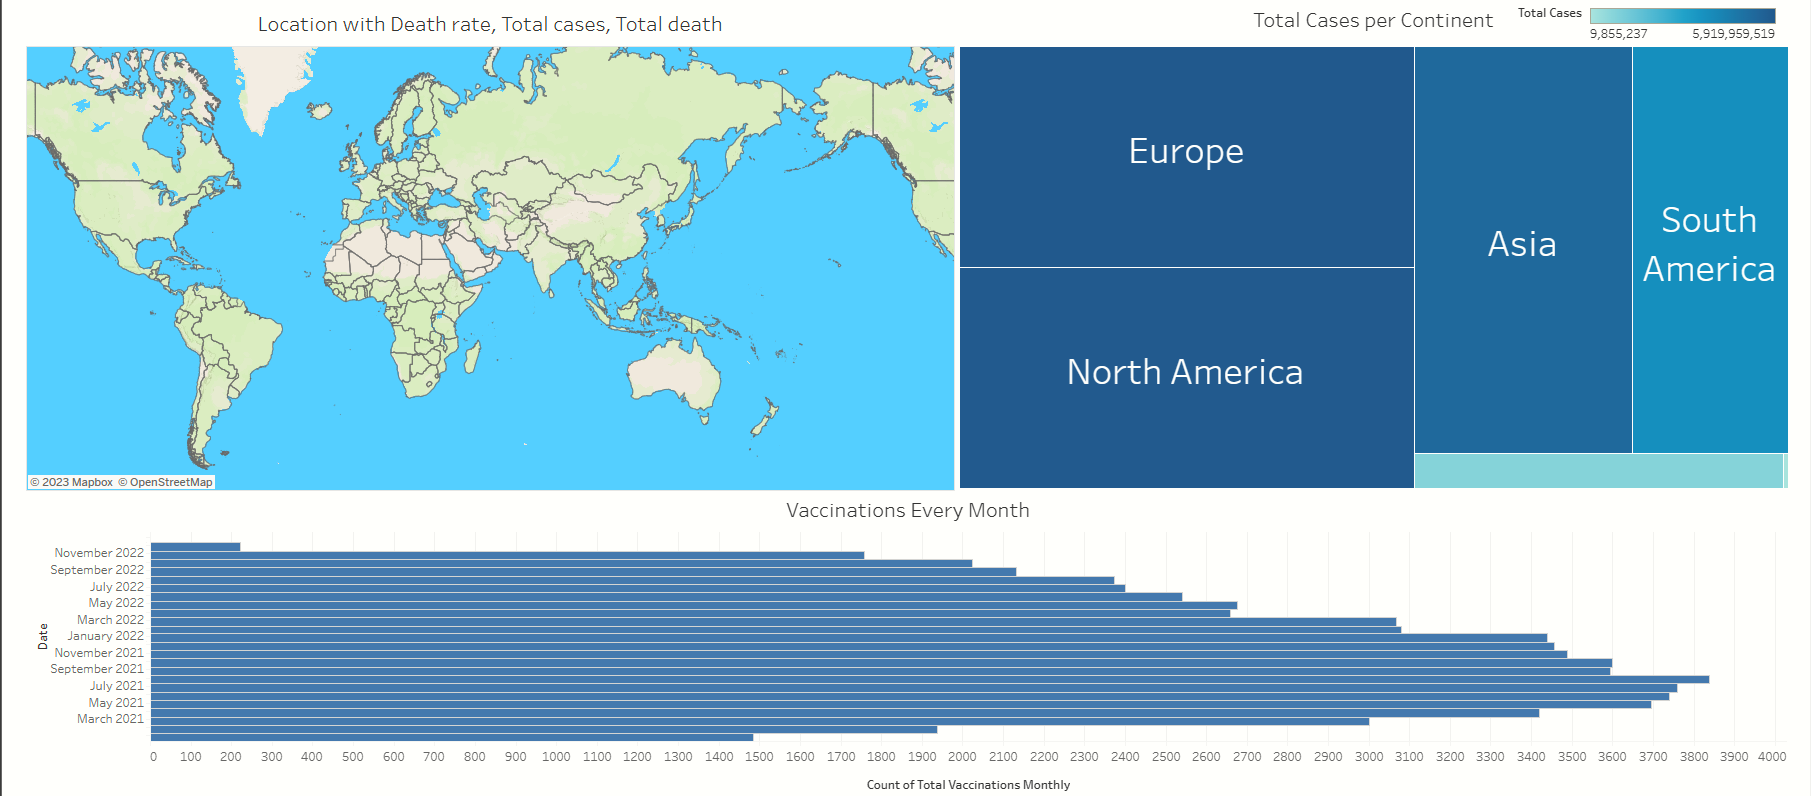 Location with Death rate, Total cases, Total death
Total Cases per Continent
Total Cases
9,855,237 5,919,959,519
Europe
North America
Asia
South
America
© 2023 Mapbox © OpenStreetMap
Vaccinations Every Month
Date
November 2022
September 2022
July 2022
May 2022
March 2022
January 2022
November 2021
September 2021
July 2021
May 2021
March 2021
0 100 200 300 400 500 600 700 800 900 1000 1100 1200 1300 1400 1500 1600 1700 1800 1900 2000 2100 2200 2300 2400 2500 2600 2700 2800 2900 3000 3100 3200 3300 3400 3500 3600 3700 3800 3900 4000
Count of Total Vaccinations Monthly